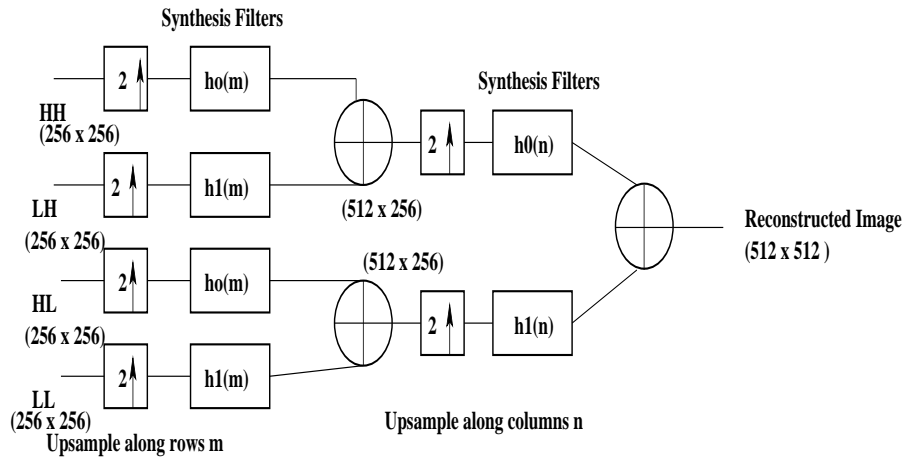 Synthesis Filters
2
ho(m)
HH
(256 x 256)
Synthesis Filters
2
h0(n)
2
h1(m)
LH
(256 x 256)
(512 x 256)
Reconstructed Image
(512 x 512 )
2
ho(m)
HL
(256 x 256)
(512 x 256)
2
h1(n)
2
h1(m)
LL
(256 x 256)
Upsample along rows m
Upsample along columns n